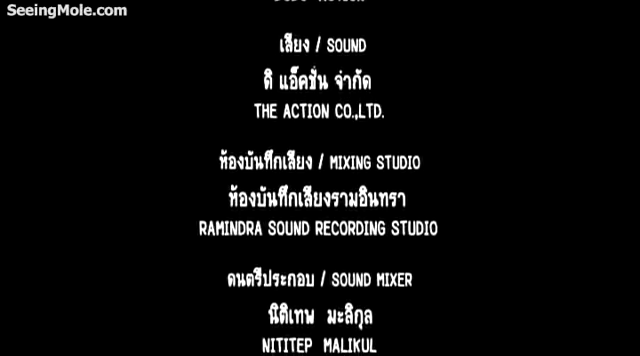 SeeingMole.com
เสียง / SOUND
ดิ แอ็คชั่น จำกัด
THE ACTION CO.,LTD.
ห้องบันทึกเสียง / MIXING STUDIO
ห้องบันทึกเสียงรามอินทรา
RAMINDRA SOUND RECORDING STUDIO
ดนตรีประกอบ / SOUND MIXER
นิติเทพ มะลิกุล
NITITEP MALIKUL